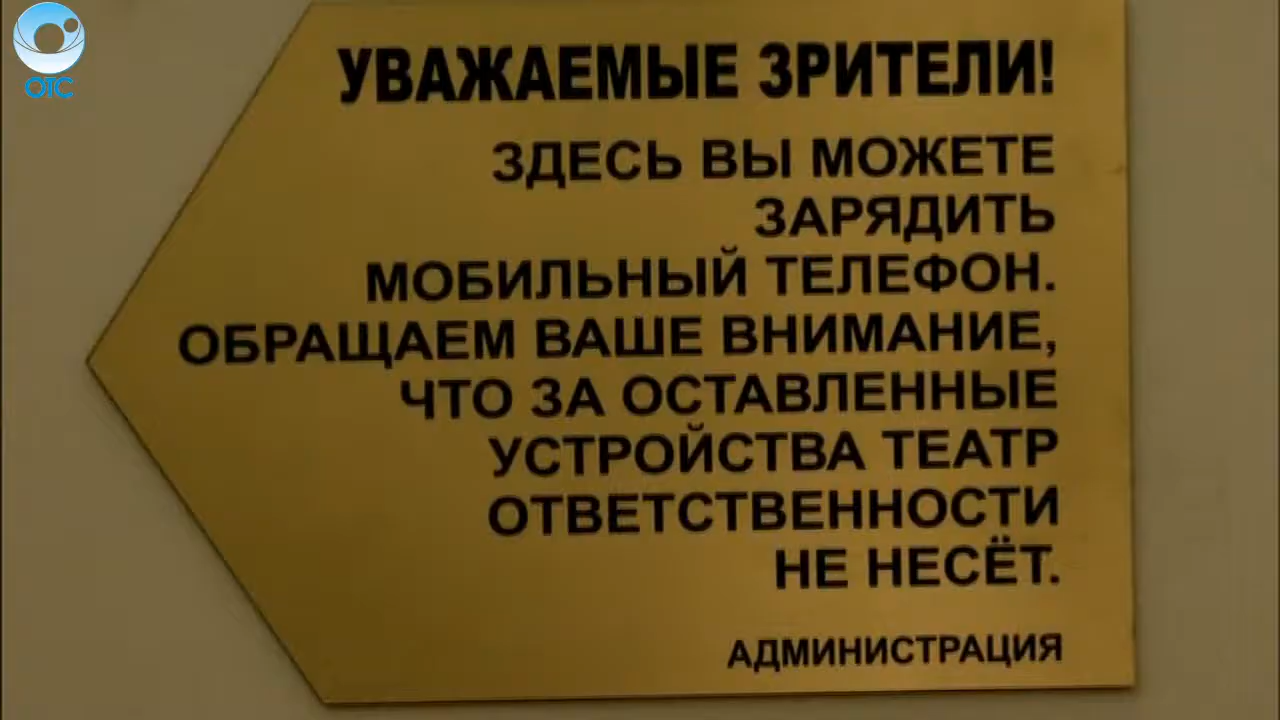 ОТС
УВАЖАЕМЫЕ ЗРИТЕЛИ!
ЗДЕСЬ ВЫ МОЖЕТЕ
ЗАРЯДИТЬ
МОБИЛЬНЫЙ ТЕЛЕФОН.
ОБРАЩАЕМ ВАШЕ ВНИМАНИЕ,
ЧТО ЗА ОСТАВЛЕННЫЕ
УСТРОЙСТВА ТЕАТР
ОТВЕТСТВЕННОСТИ
НЕ НЕСЁТ.
АДМИНИСТРАЦИЯ